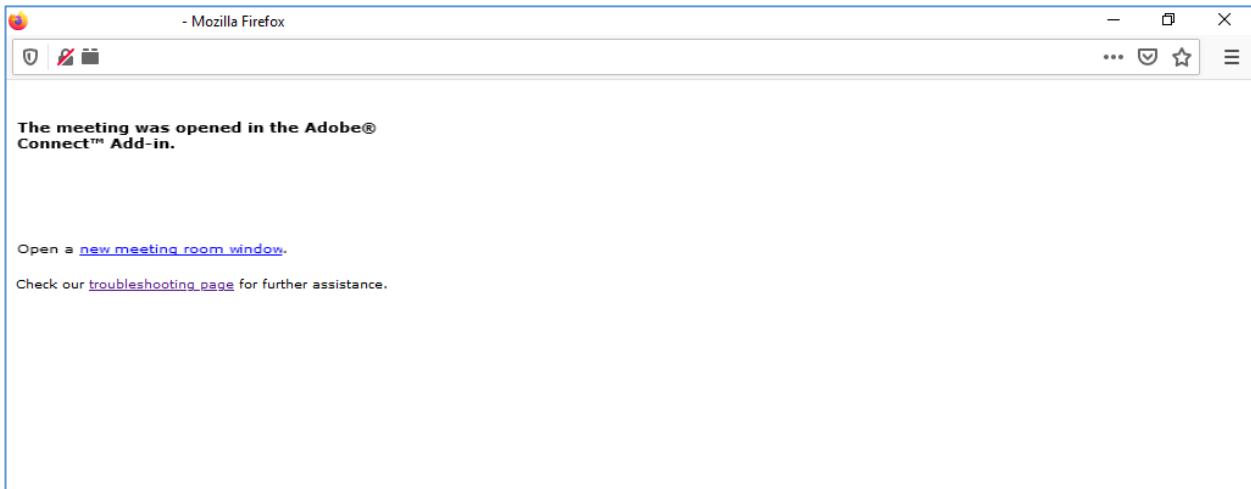 - Mozilla Firefox
The meeting was opened in the Adobe®
Connect™ Add-in.
Open a new meeting room window.
Check our troubleshooting page for further assistance.